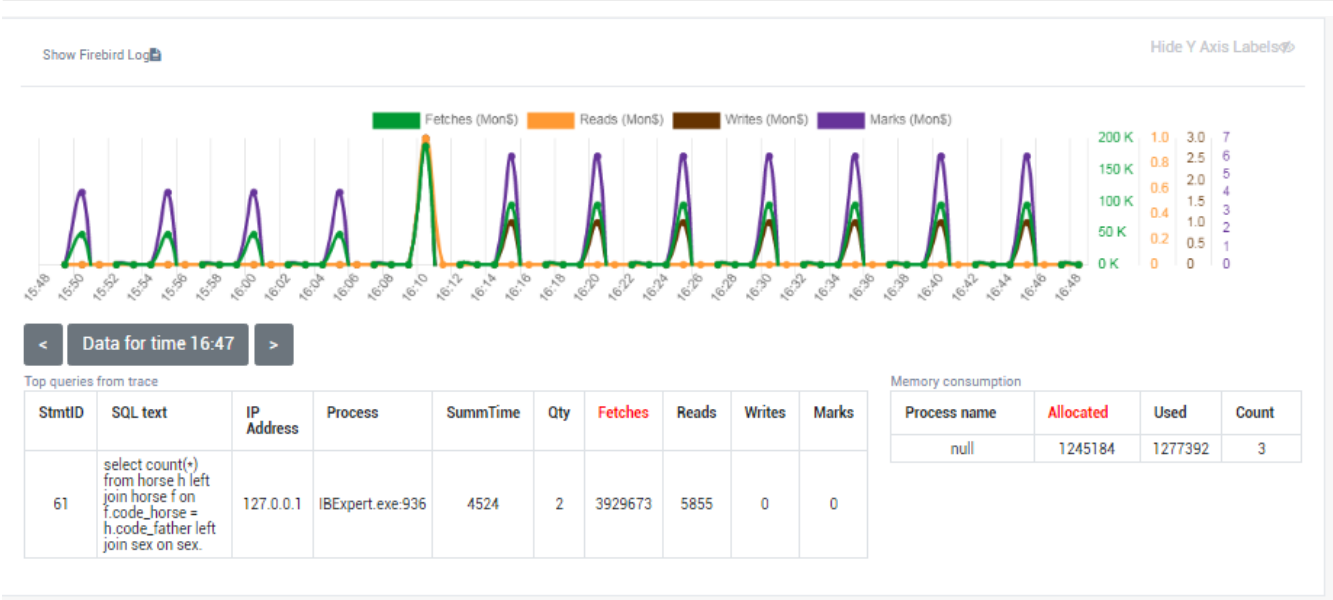 Show Firebird Log
Hide Y Axis Labels
Fetches (Mon$) Reads (Mon$) Writes (Mon$) Marks (Mon$)
200 K 1.0 3.0 7
150 K 0.8 2.5 6
100 K 0.6 2.0 5
50 K 0.4 1.5 4
0 K 0.2 1.0 3
0 0.5 2
0 1
0
15:48 15:50 15:52 15:54 15:56 15:58 16:00 16:02 16:04 16:06 16:08 16:10 16:12 16:14 16:16 16:18 16:20 16:22 16:24 16:26 16:28 16:30 16:32 16:34 16:36 16:38 16:40 16:42 16:44 16:46 16:48
< Data for time 16:47 >
Top queries from trace
StmtID SQL text IP Address Process SummTime Qty Fetches Reads Writes Marks
61
select count(*)
from horse h left
join horse f on
f.code_horse =
h.code_father left
join sex on sex.
127.0.0.1 IBExpert.exe:936 4524 2 3929673 5855 0 0
Memory consumption
Process name Allocated Used Count
null 1245184 1277392 3